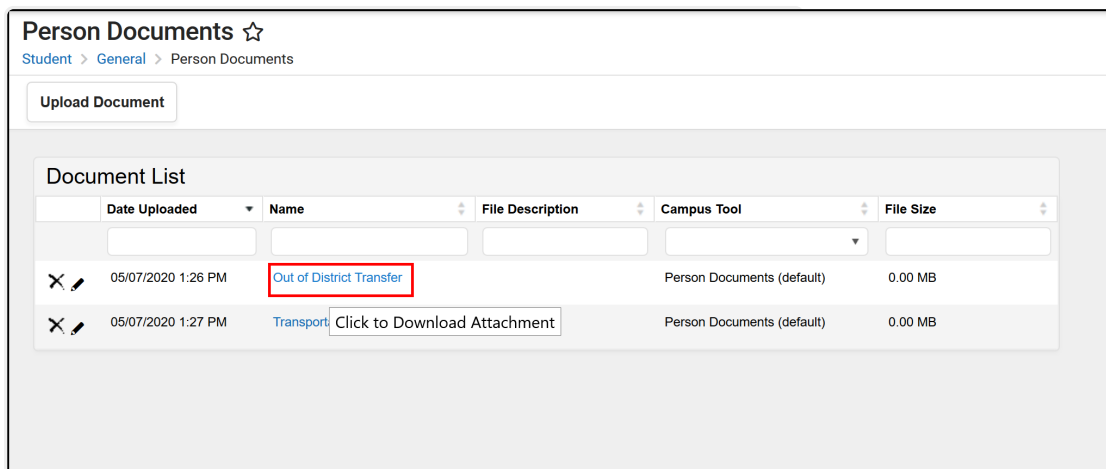 Person Documents
Student > General > Person Documents
Upload Document
Document List
Date Uploaded Name File Description Campus Tool File Size
05/07/2020 1:26 PM Out of District Transfer Person Documents (default) 0.00 MB
05/07/2020 1:27 PM Transport Click to Download Attachment Person Documents (default) 0.00 MB